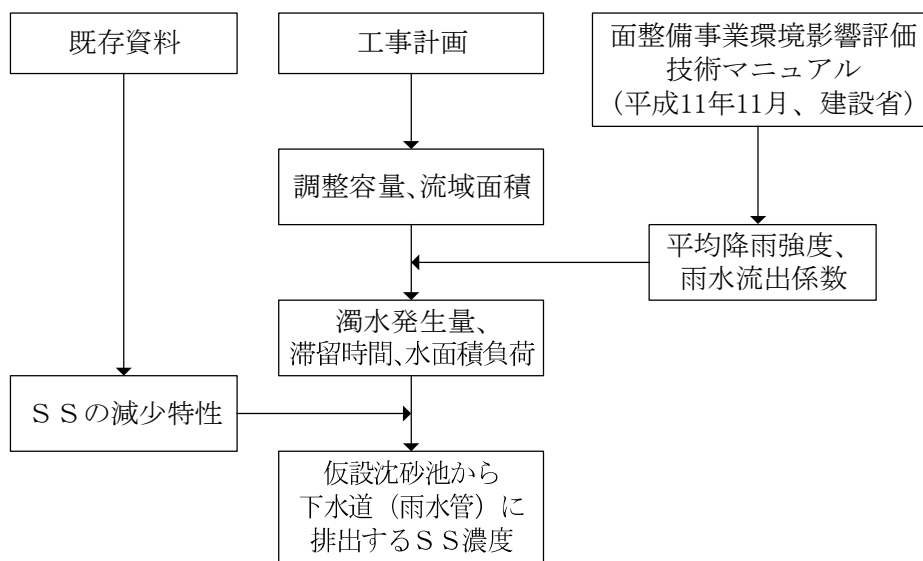 既存資料
工事計画
面整備事業環境影響評価
技術マニュアル
（平成11年11月、建設省）
調整容量、流域面積
平均降雨強度、
雨水流出係数
濁水発生量、
滞留時間、水面積負荷
ＳＳの減少特性
仮設沈砂池から
下水道（雨水管）に
排出するＳＳ濃度